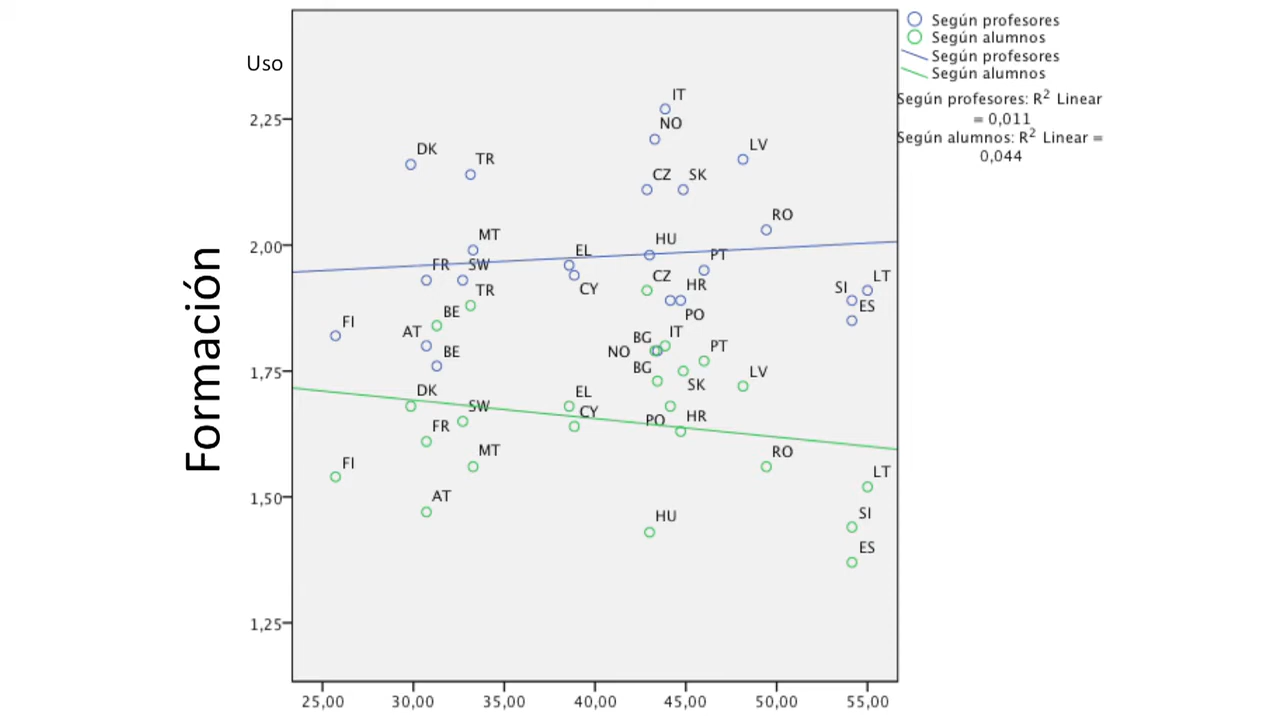 Uso
Formación
2,25
2,00
1,75
1,50
1,25
25,00 30,00 35,00 40,00 45,00 50,00 55,00
IT
NO
DK
TR
LV
CZ
SK
RO
MT
HU
EL
PT
FR
SW
CY
CZ
HR
LT
SI
ES
TR
PO
BE
FI
AT
BE
IT
BG
NO
PT
BG
LV
SK
DK
EL
SW
CY
PO
HR
FR
MT
RO
FI
LT
AT
HU
SI
ES
Según profesores
Según alumnos
Según profesores
Según alumnos
Según profesores: R² Linear
= 0,011
Según alumnos: R² Linear =
0,044